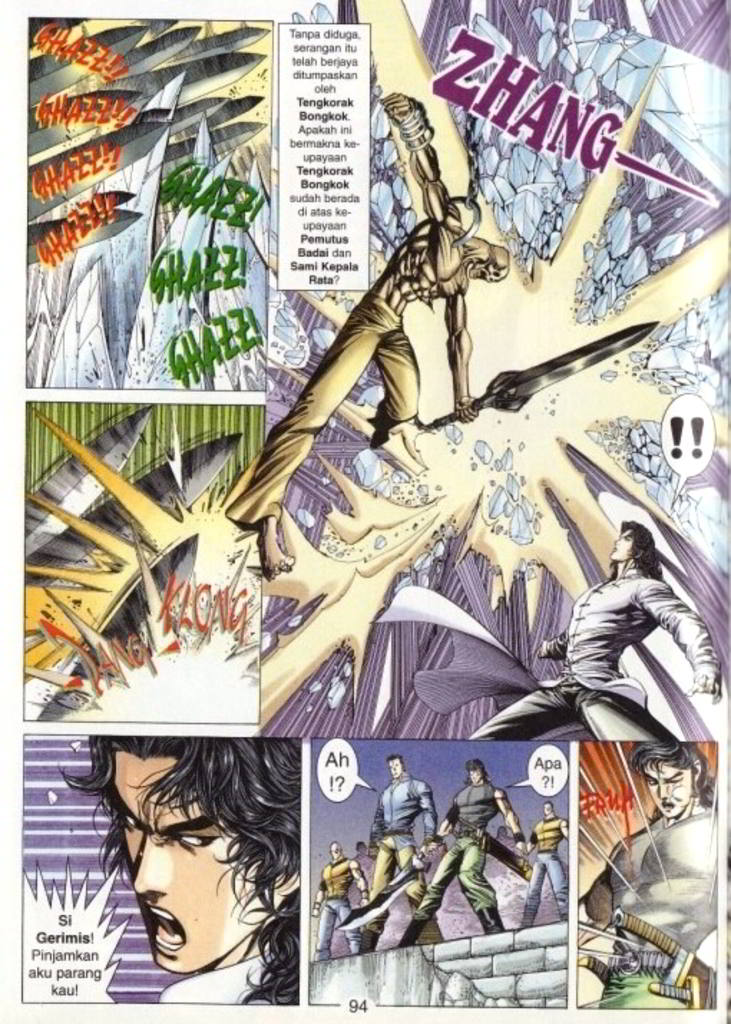 GHAZZ!!
GHAZZ!!
GHAZZ!!
GHAZZ!!
GHAZZ!
GHAZZ!
GHAZZ!
Tanpa diduga,
serangan itu
telah berjaya
ditumpaskan
oleh
Tengkorak
Bongkok.
Apakah ini
bermakna ke-
upayaan
Tengkorak
Bongkok
sudah berada
di atas ke-
upayaan
Pemutus
Badai dan
Sami Kepala
Rata?
ZHANG
!!
KLONG
Si
Gerimis!
Pinjamkan
aku parang
kau!
Ah
!?
Apa
?!
94